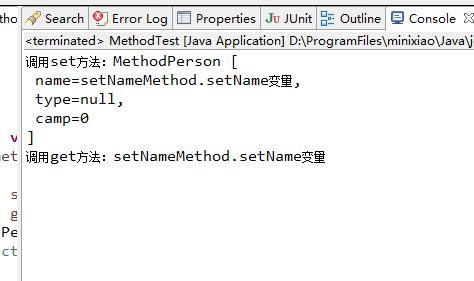 Search Error Log Properties JUnit Outline Console
<terminated> MethodTest [Java Application] D:\ProgramFiles\minixiao\Java\j
调用set方法：MethodPerson [
name=setNameMethod.setName变量,
type=null,
camp=0
]
调用get方法：setNameMethod.setName变量
v
net
s
g
Pe
ct